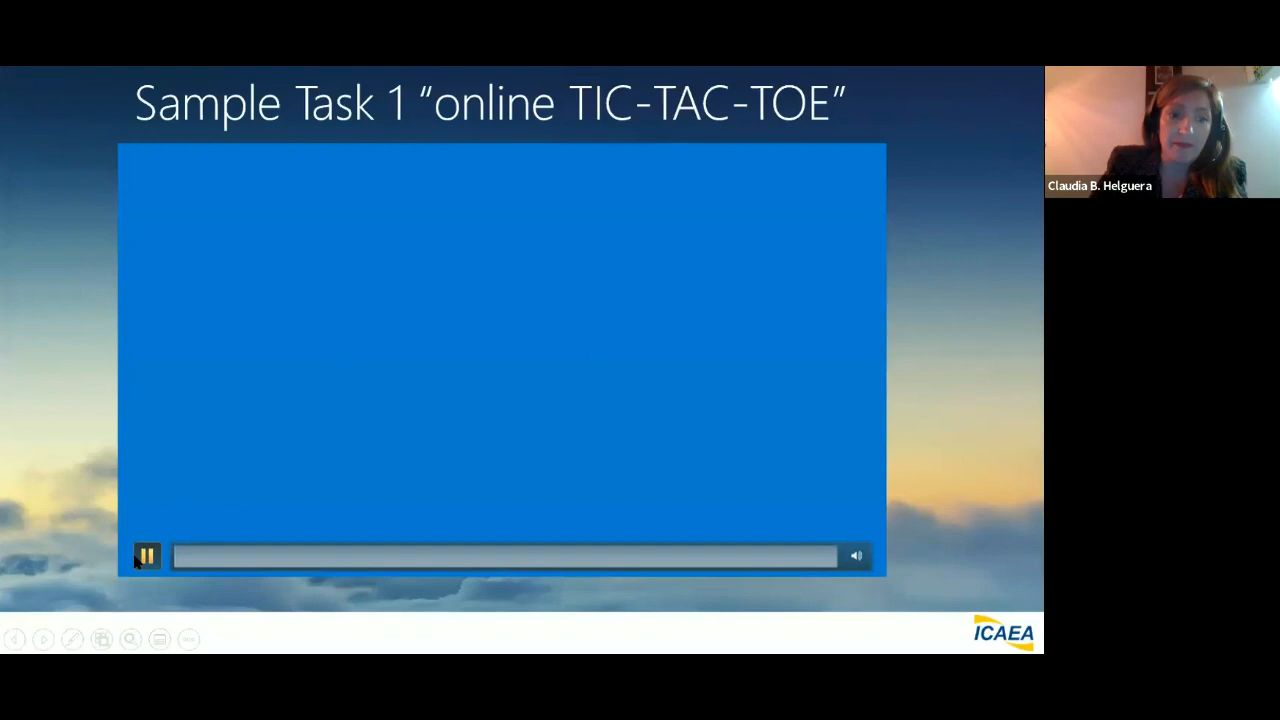 Sample Task 1 “online TIC-TAC-TOE”
Claudia B. Helguera
ICAEA